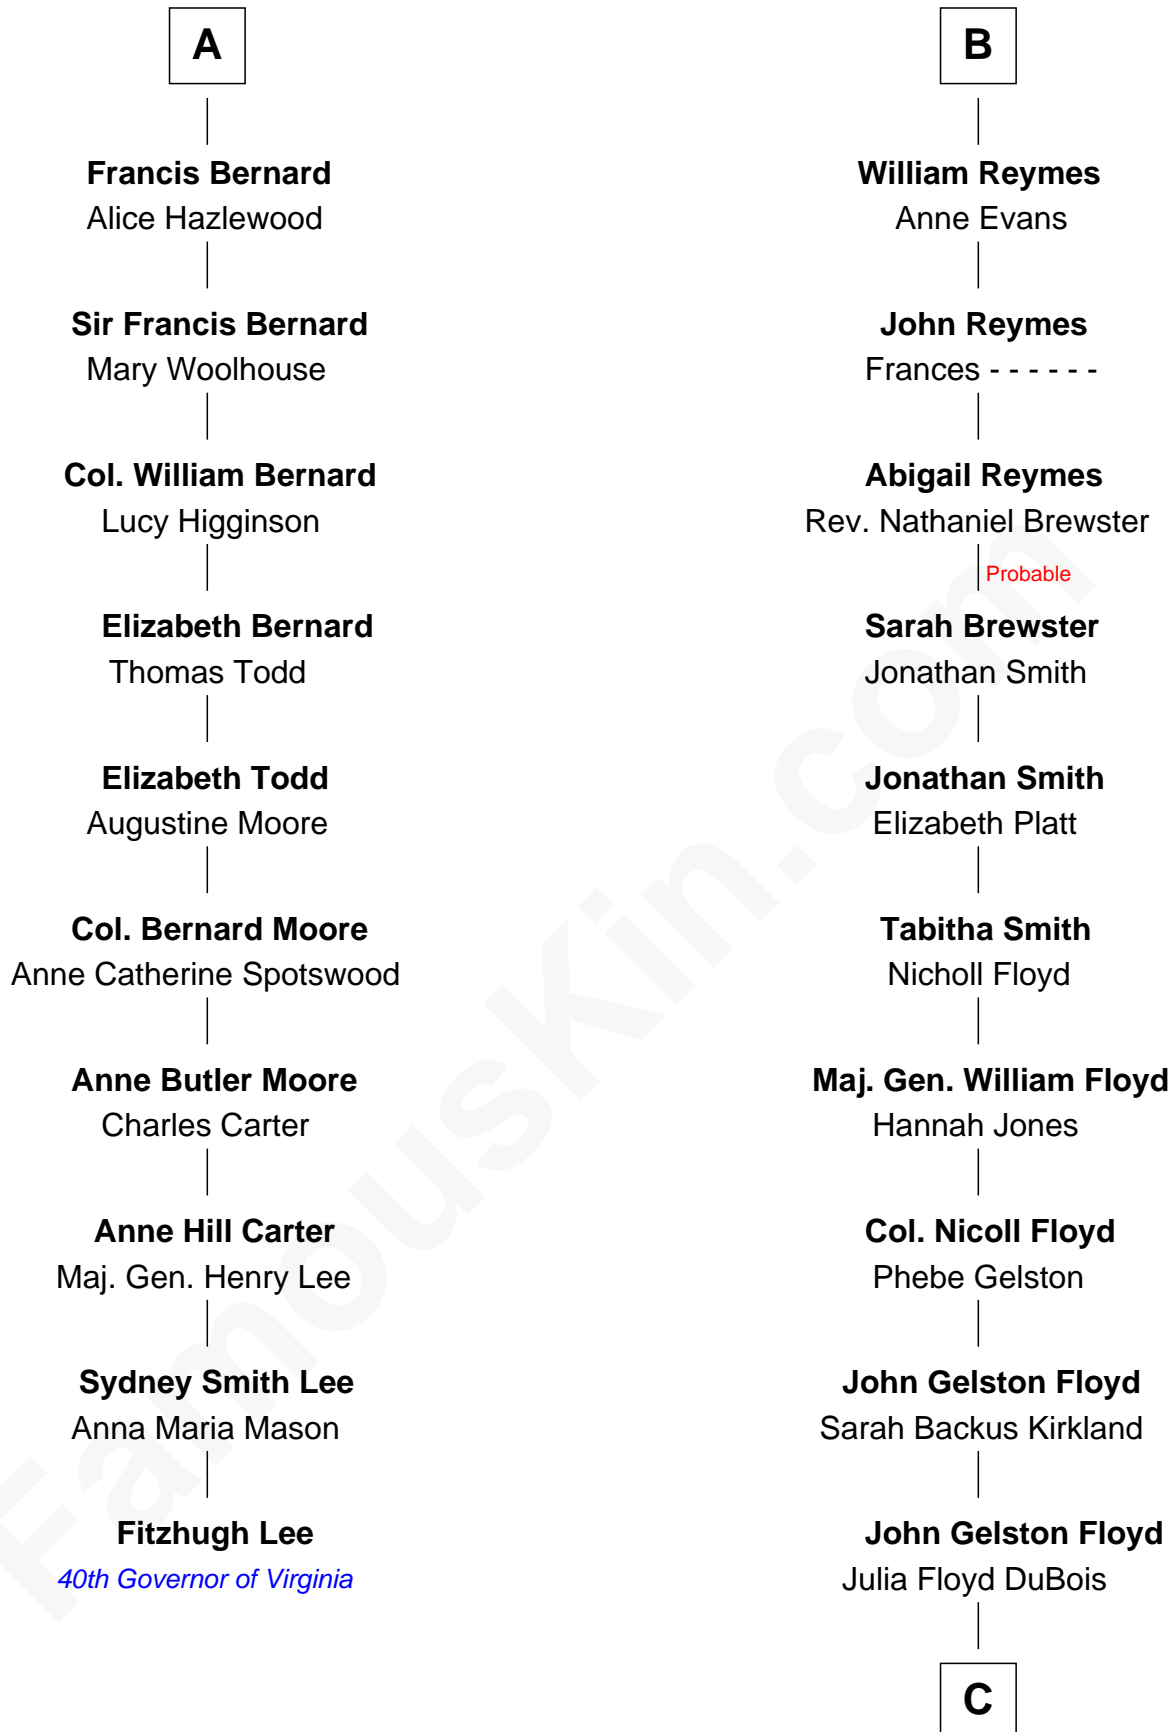 A
Francis Bernard
Alice Hazlewood
Sir Francis Bernard
Mary Woolhouse
Col. William Bernard
Lucy Higginson
Elizabeth Bernard
Thomas Todd
Elizabeth Todd
Augustine Moore
Col. Bernard Moore
Anne Catherine Spotswood
Anne Butler Moore
Charles Carter
Anne Hill Carter
Maj. Gen. Henry Lee
Sydney Smith Lee
Anna Maria Mason
Fitzhugh Lee
40th Governor of Virginia
B
William Reymes
Anne Evans
John Reymes
Frances - - - - - -
Abigail Reymes
Rev. Nathaniel Brewster
Probable
Sarah Brewster
Jonathan Smith
Jonathan Smith
Elizabeth Platt
Tabitha Smith
Nicholl Floyd
Maj. Gen. William Floyd
Hannah Jones
Col. Nicoll Floyd
Phebe Gelston
John Gelston Floyd
Sarah Backus Kirkland
John Gelston Floyd
Julia Floyd DuBois
C
FamousKin.com